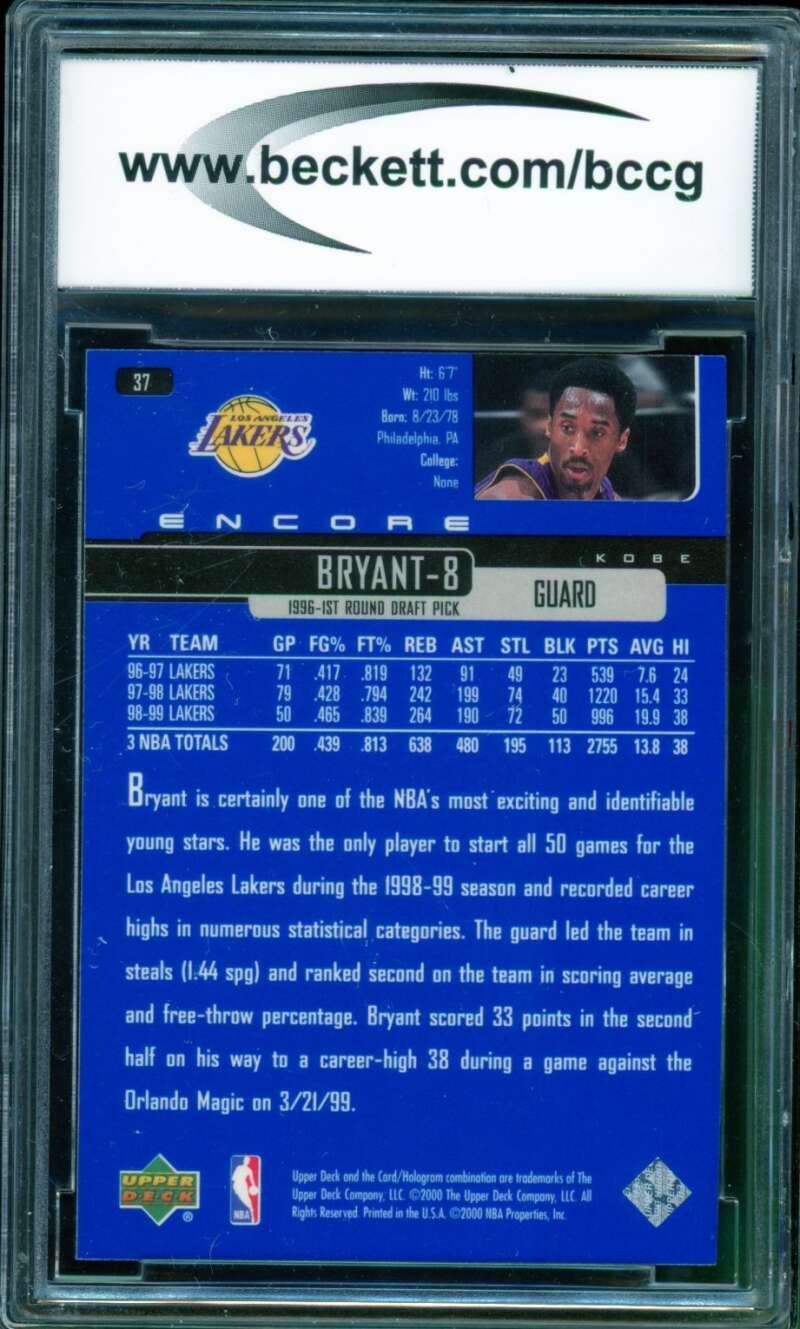 www.beckett.com/bccg
37
LOS ANGELES
LAKERS
Ht: 6'7"
Wt: 210 lbs
Born: 8/23/78
Philadelphia, PA
College:
None
ENCORE
KOBE
BRYANT-8
GUARD
1996-1ST ROUND DRAFT PICK
YR TEAM GP FG% FT% REB AST STL BLK PTS AVG HI
96-97 LAKERS 71 .417 .819 132 91 49 23 539 7.6 24
97-98 LAKERS 79 .428 .794 242 199 74 40 1220 15.4 33
98-99 LAKERS 50 .465 .839 264 190 72 50 996 19.9 38
3 NBA TOTALS 200 .439 .813 638 480 195 113 2755 13.8 38
Bryant is certainly one of the NBA's most exciting and identifiable
young stars. He was the only player to start all 50 games for the
Los Angeles Lakers during the 1998-99 season and recorded career
highs in numerous statistical categories. The guard led the team in
steals (1.44 spg) and ranked second on the team in scoring average
and free-throw percentage. Bryant scored 33 points in the second
half on his way to a career-high 38 during a game against the
Orlando Magic on 3/21/99.
UPPER
DECK
®
NBA
Upper Deck and the Card/Hologram combination are trademarks of The
Upper Deck Company, LLC. ©2000 The Upper Deck Company, LLC. All
Rights Reserved. Printed in the U.S.A. ©2000 NBA Properties, Inc.